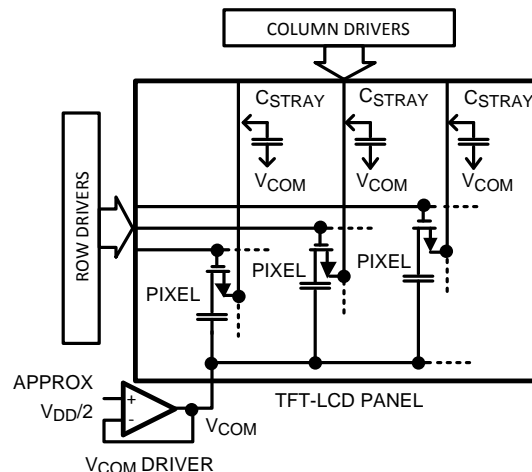 COLUMN DRIVERS
CSTRAY CSTRAY CSTRAY
VCOM VCOM VCOM
ROW DRIVERS
PIXEL PIXEL PIXEL
APPROX
VDD/2
+
-
VCOM
TFT-LCD PANEL
VCOM DRIVER